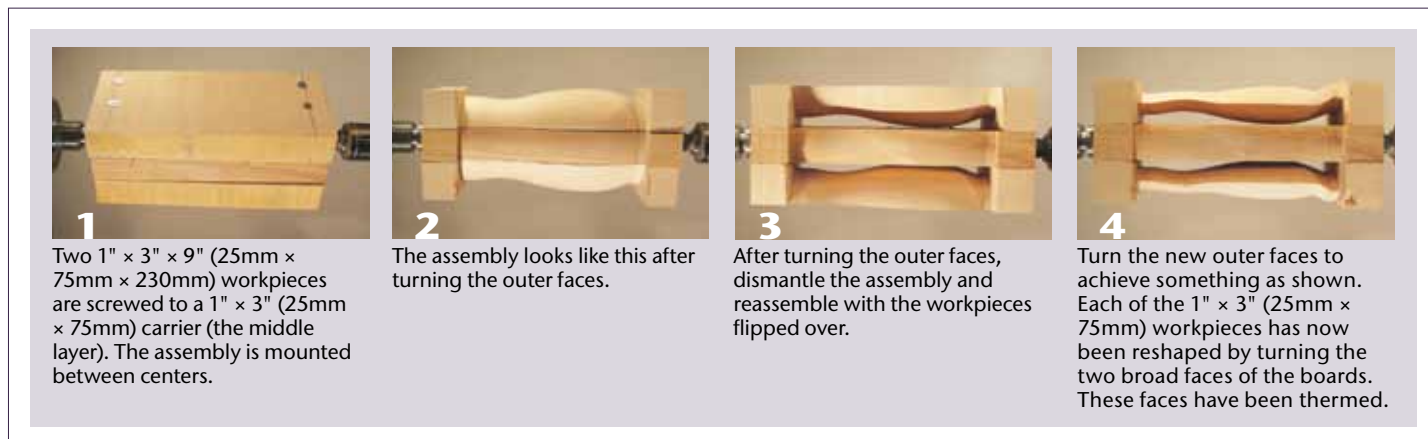 1
Two 1" × 3" × 9" (25mm ×
75mm × 230mm) workpieces
are screwed to a 1" × 3" (25mm
× 75mm) carrier (the middle
layer). The assembly is mounted
between centers.
2
The assembly looks like this after
turning the outer faces.
3
After turning the outer faces,
dismantle the assembly and
reassemble with the workpieces
flipped over.
4
Turn the new outer faces to
achieve something as shown.
Each of the 1" × 3" (25mm ×
75mm) workpieces has now
been reshaped by turning the
two broad faces of the boards.
These faces have been thermed.